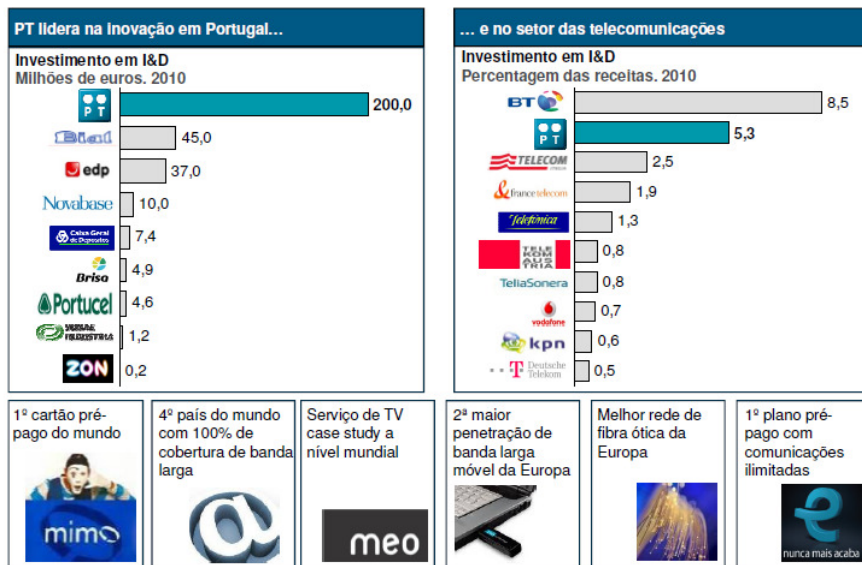 PT lidera na inovação em Portugal...
Investimento em I&D
Milhões de euros. 2010
PT 200,0
Bial 45,0
edp 37,0
Novabase 10,0
Caixa Geral de Depositos 7,4
Brisa 4,9
Portucel 4,6
1,2
ZON 0,2
... e no setor das telecomunicações
Investimento em I&D
Percentagem das receitas. 2010
BT 8,5
PT 5,3
TELECOM 2,5
france telecom 1,9
Telefónica 1,3
TELE
KOM
AUS
TRIA 0,8
TeliaSonera 0,8
vodafone 0,7
kpn 0,6
Deutsche
Telekom 0,5
1º cartão pré-
pago do mundo
mimo
4º país do mundo
com 100% de
cobertura de banda
larga
@
Serviço de TV
case study a
nível mundial
meo
2ª maior
penetração de
banda larga
móvel da Europa
Melhor rede de
fibra ótica da
Europa
1º plano pré-
pago com
comunicações
ilimitadas
e
nunca mais acaba